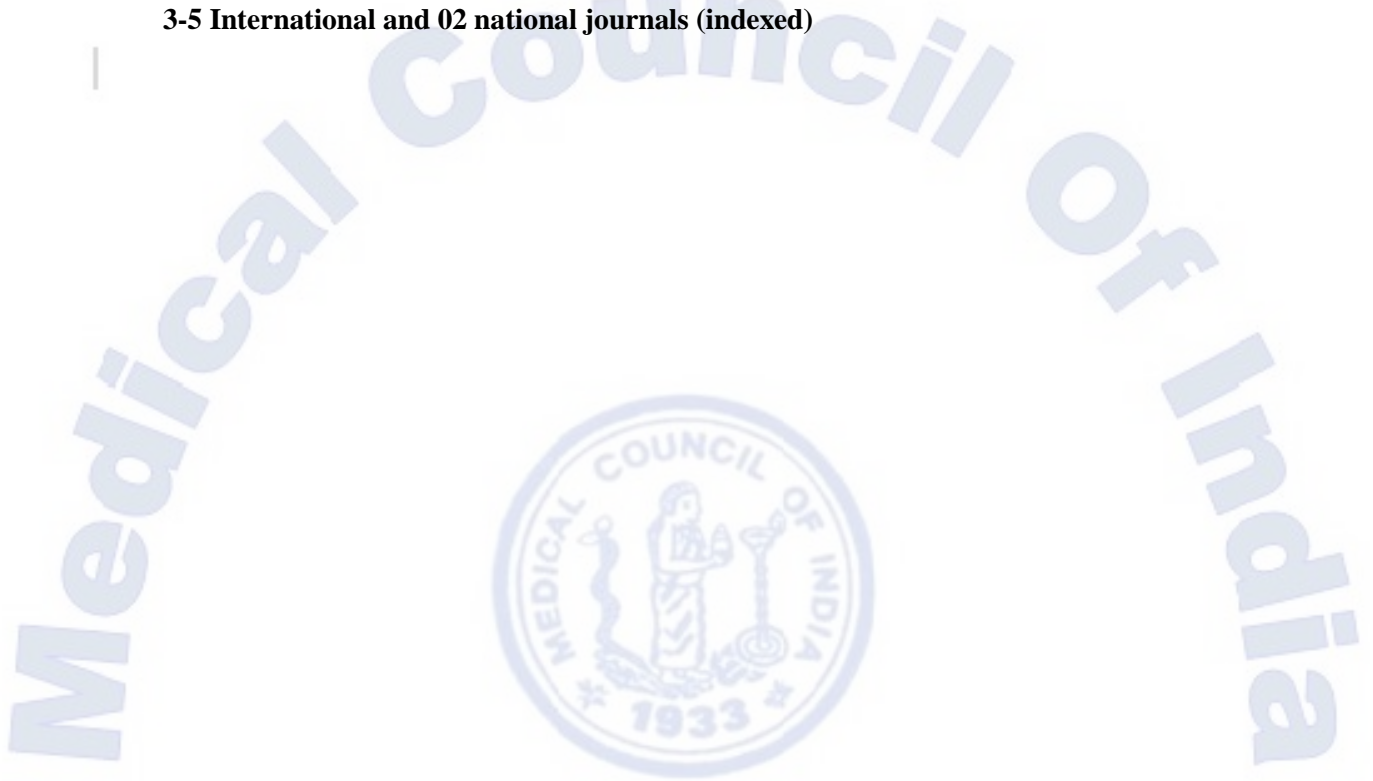 3-5 International and 02 national journals (indexed)
Medical Council Of India
MEDICAL COUNCIL OF INDIA
1933